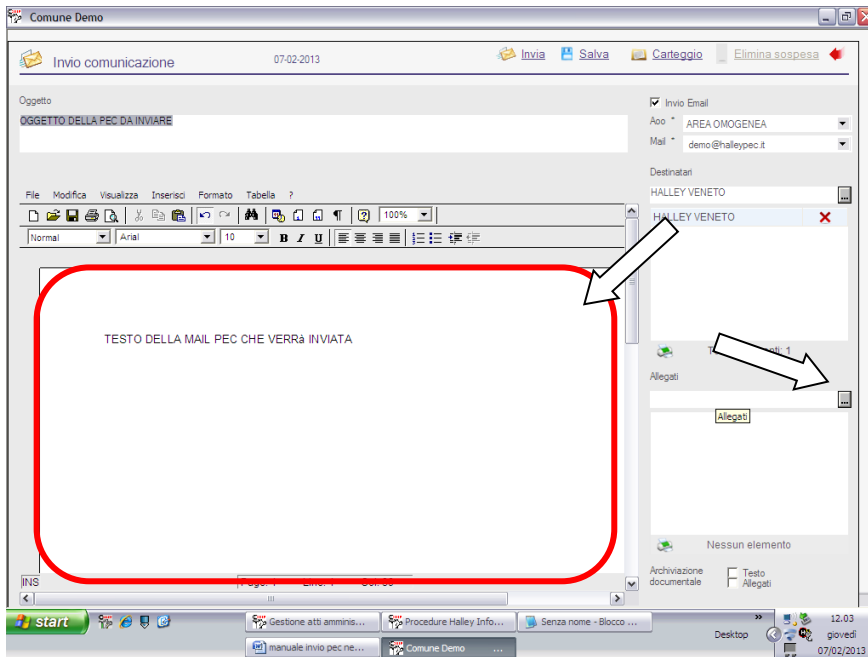 Comune Demo
Invio comunicazione 07-02-2013 Invia Salva Carteggio Elimina sospesa
Oggetto
OGGETTO DELLA PEC DA INVIARE
Invio Email
Aoo * AREA OMOGENEA
Mail * demo@halleypec.it
Destinatari
HALLEY VENETO
HALLEY VENETO
File Modifica Visualizza Inserisci Formato Tabella ?
100%
Normal Arial 10 B I U
TESTO DELLA MAIL PEC CHE VERRà INVIATA
1
Allegati
Allegati
Nessun elemento
Archiviazione documentale
Testo
Allegati
INS
start
Gestione atti amminis... Procedure Halley Info... Senza nome - Blocco ...
manuale invio pec ne... Comune Demo ...
Desktop »
12.03
giovedì
07/02/2013